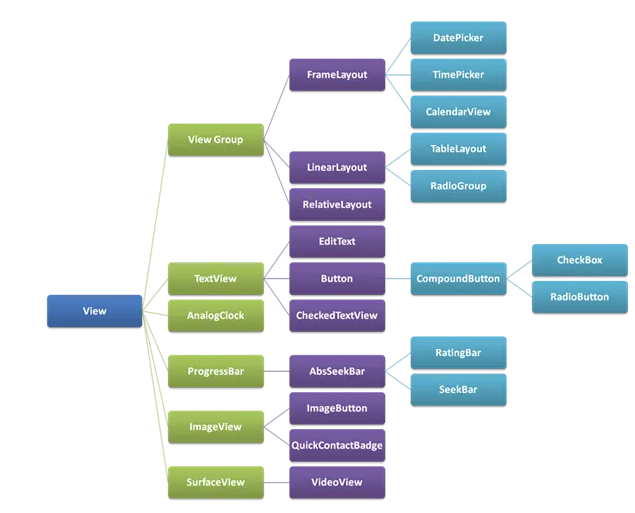 DatePicker
FrameLayout
TimePicker
CalendarView
View Group
TableLayout
LinearLayout
RadioGroup
RelativeLayout
EditText
CheckBox
TextView
Button
CompoundButton
RadioButton
View
AnalogClock
CheckedTextView
RatingBar
ProgressBar
AbsSeekBar
SeekBar
ImageButton
ImageView
QuickContactBadge
SurfaceView
VideoView